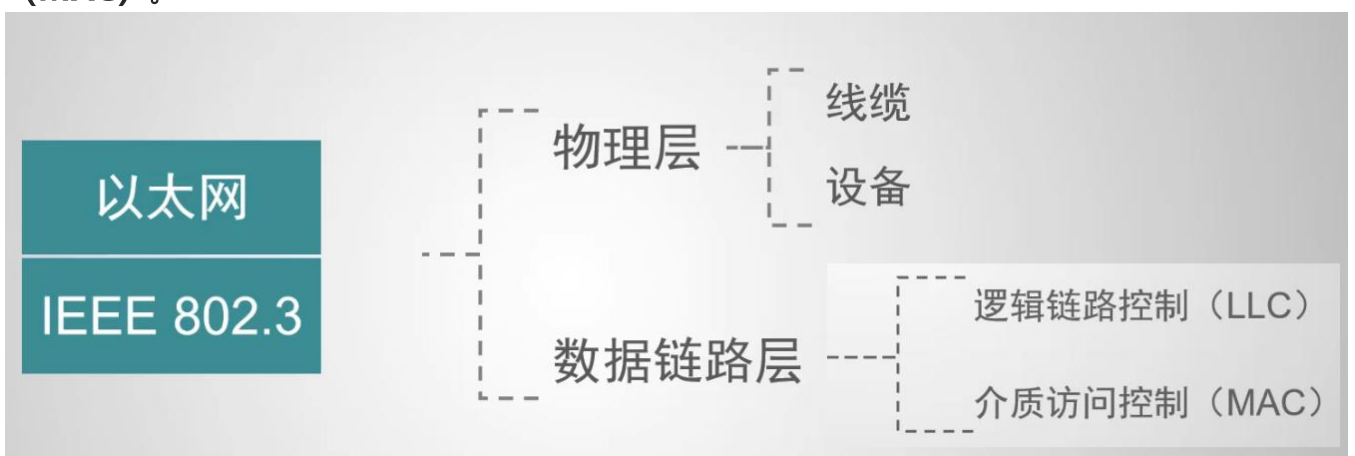 (MAC) 。
以太网
IEEE 802.3
物理层
线缆
设备
数据链路层
逻辑链路控制（LLC）
介质访问控制（MAC）